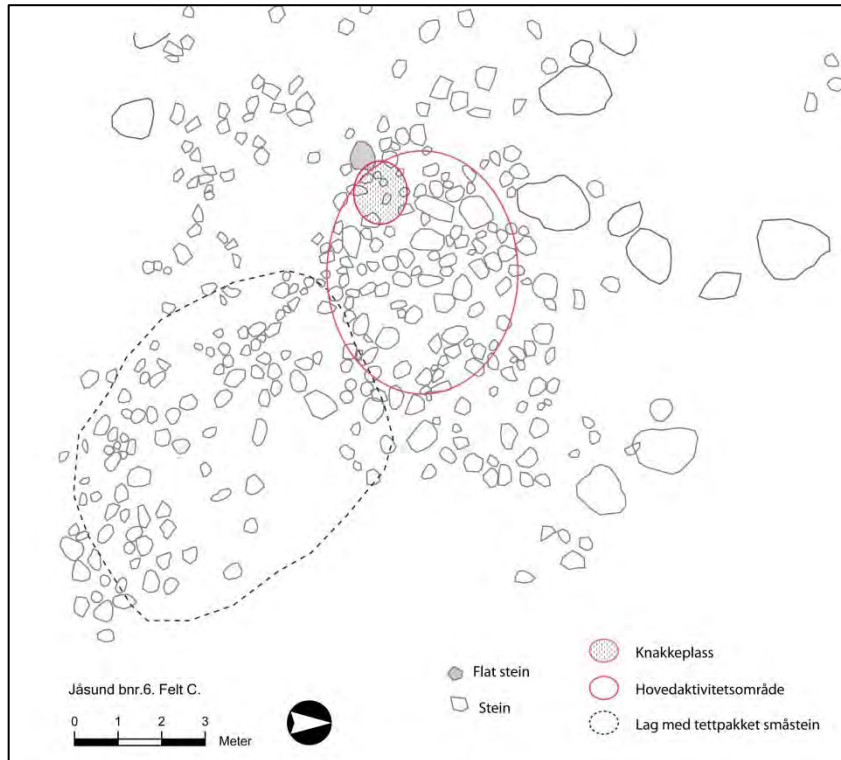 Jåsund bnr.6. Felt C.
0 1 2 3
Meter
Flat stein
Stein
Knakkeplass
Hovedaktivitetsområde
Lag med tettpakket småstein